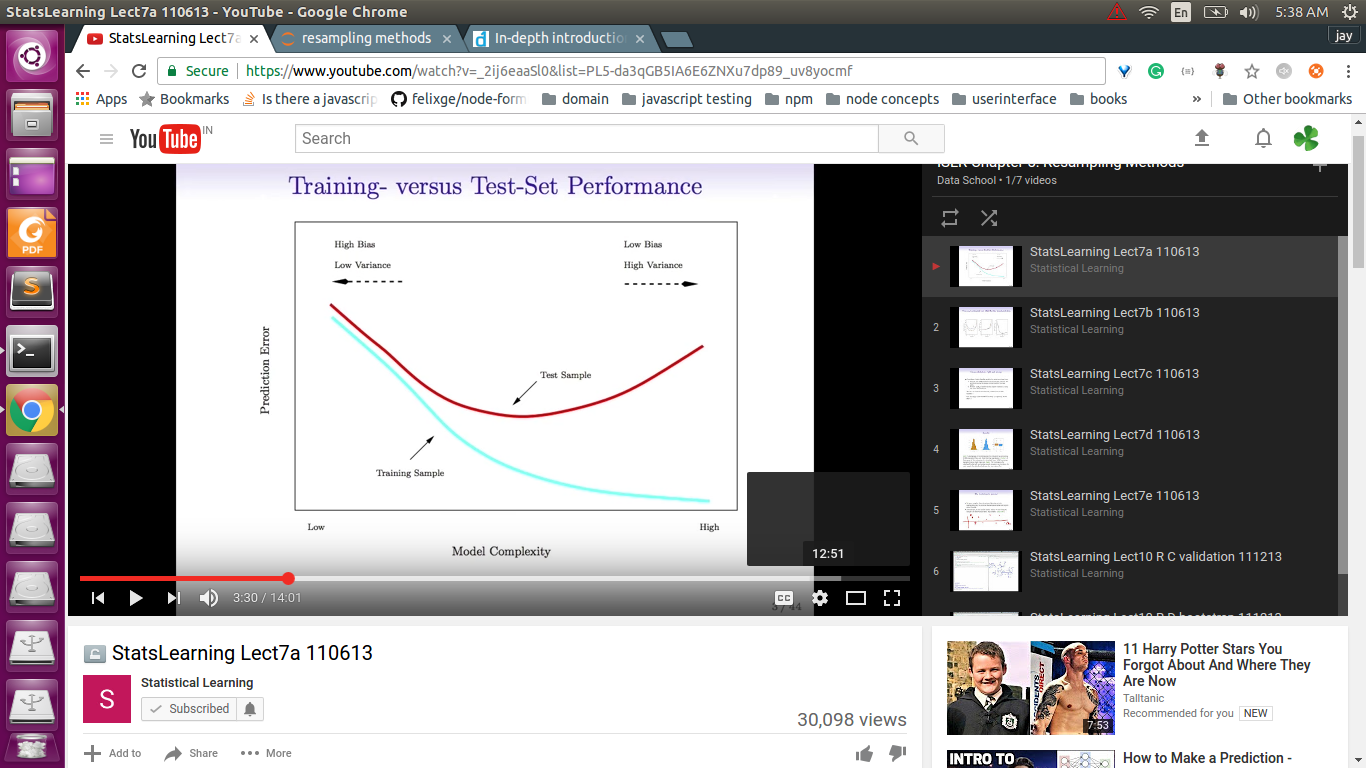 StatsLearning Lect7a 110613 - YouTube - Google Chrome
En
5:38 AM
StatsLearning Lect7a
resampling methods
In-depth introductio
jay
Secure
https://www.youtube.com/watch?v=_2ij6eaaSl0&list=PL5-da3qGB5IA6E6ZNXu7dp89_uv8yocmf
Apps
Bookmarks
Is there a javascrip
felixge/node-form
domain
javascript testing
npm
node concepts
userinterface
books
»
Other bookmarks
YouTube IN
Search
Training- versus Test-Set Performance
High Bias
Low Variance
Low Bias
High Variance
Prediction Error
Test Sample
Training Sample
Low
High
Model Complexity
12:51
3:30 / 14:01
CC
3 / 44
Data School • 1/7 videos
StatsLearning Lect7a 110613
Statistical Learning
2
StatsLearning Lect7b 110613
Statistical Learning
3
StatsLearning Lect7c 110613
Statistical Learning
4
StatsLearning Lect7d 110613
Statistical Learning
5
StatsLearning Lect7e 110613
Statistical Learning
6
StatsLearning Lect10 R C validation 111213
Statistical Learning
StatsLearning Lect7a 110613
S
Statistical Learning
Subscribed
30,098 views
Add to
Share
More
11 Harry Potter Stars You
Forgot About And Where They
Are Now
Talltanic
Recommended for you
NEW
7:53
INTRO TO
How to Make a Prediction -
PDF